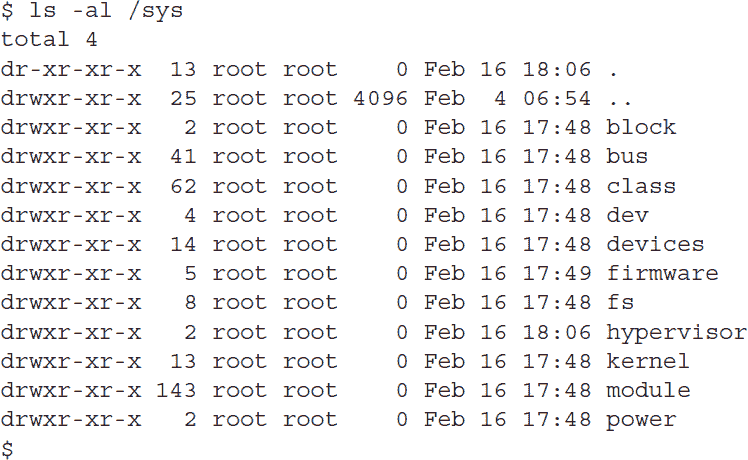 $ ls -al /sys
total 4
dr-xr-xr-x  13 root root    0 Feb 16 18:06 .
drwxr-xr-x  25 root root 4096 Feb  4 06:54 ..
drwxr-xr-x   2 root root    0 Feb 16 17:48 block
drwxr-xr-x  41 root root    0 Feb 16 17:48 bus
drwxr-xr-x  62 root root    0 Feb 16 17:48 class
drwxr-xr-x   4 root root    0 Feb 16 17:48 dev
drwxr-xr-x  14 root root    0 Feb 16 17:48 devices
drwxr-xr-x   5 root root    0 Feb 16 17:49 firmware
drwxr-xr-x   8 root root    0 Feb 16 17:48 fs
drwxr-xr-x   2 root root    0 Feb 16 18:06 hypervisor
drwxr-xr-x  13 root root    0 Feb 16 17:48 kernel
drwxr-xr-x 143 root root    0 Feb 16 17:48 module
drwxr-xr-x   2 root root    0 Feb 16 17:48 power
$